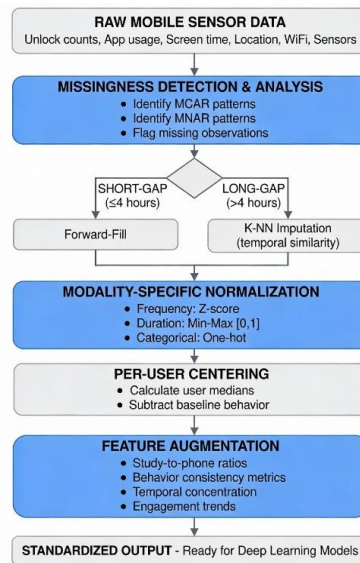 RAW MOBILE SENSOR DATA
Unlock counts, App usage, Screen time, Location, WiFi, Sensors
MISSINGNESS DETECTION & ANALYSIS
• Identify MCAR patterns
• Identify MNAR patterns
• Flag missing observations
SHORT-GAP
(≤4 hours)
LONG-GAP
(>4 hours)
Forward-Fill
K-NN Imputation
(temporal similarity)
MODALITY-SPECIFIC NORMALIZATION
• Frequency: Z-score
• Duration: Min-Max [0,1]
• Categorical: One-hot
PER-USER CENTERING
• Calculate user medians
• Subtract baseline behavior
FEATURE AUGMENTATION
• Study-to-phone ratios
• Behavior consistency metrics
• Temporal concentration
• Engagement trends
STANDARDIZED OUTPUT - Ready for Deep Learning Models